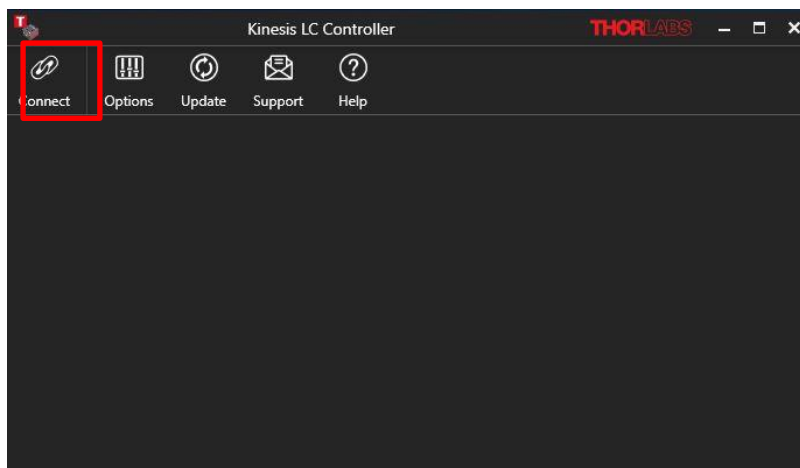 Kinesis LC Controller
THORLABS
Connect
Options
Update
Support
Help